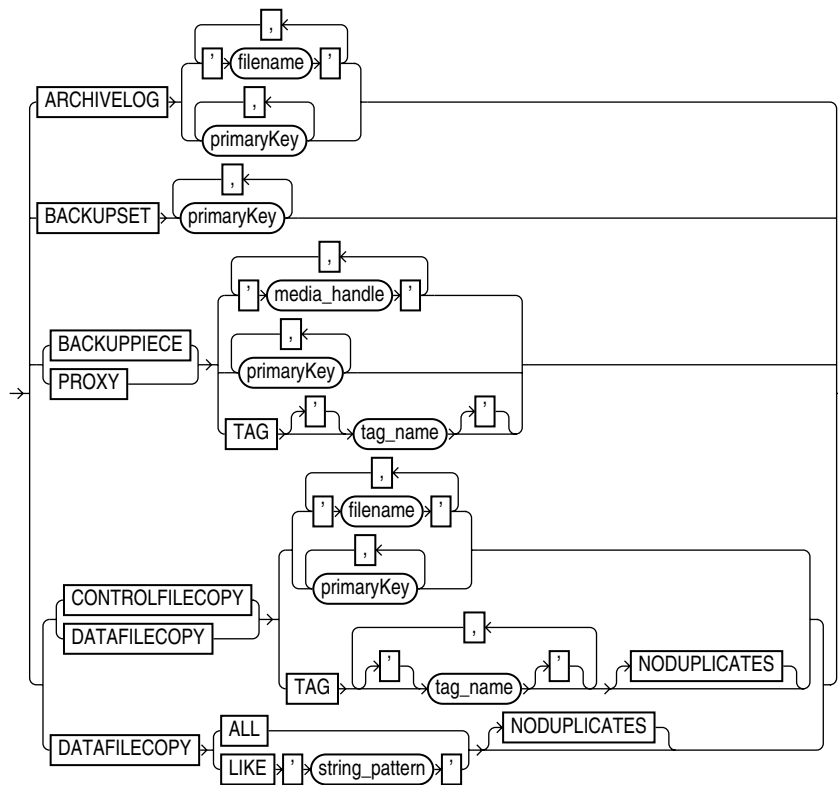 ,
' filename '
ARCHIVELOG
,
primaryKey
,
BACKUPSET primaryKey
,
' media_handle '
BACKUPPIECE
,
PROXY primaryKey
' '
TAG tag_name
,
' filename '
,
primaryKey
CONTROLFILECOPY
DATAFILECOPY
,
' ' NODUPLICATES
TAG tag_name
ALL NODUPLICATES
DATAFILECOPY
LIKE ' string_pattern '